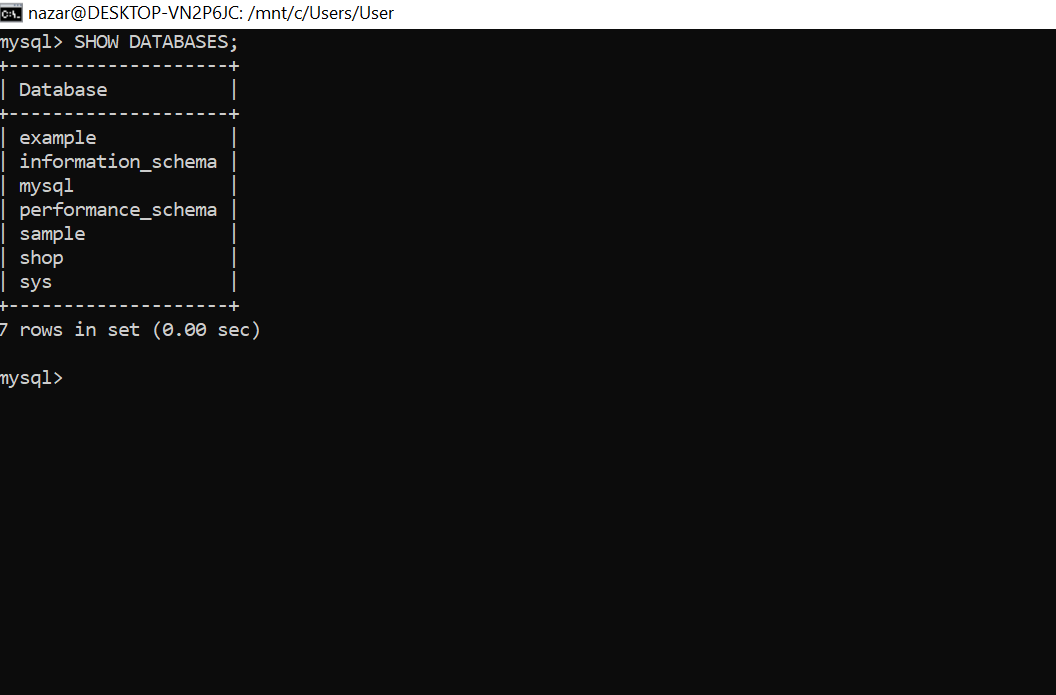 nazar@DESKTOP-VN2P6JC: /mnt/c/Users/User
mysql> SHOW DATABASES;
+--------------------+
| Database           |
+--------------------+
| example            |
| information_schema |
| mysql              |
| performance_schema |
| sample             |
| shop               |
| sys                |
+--------------------+
7 rows in set (0.00 sec)
mysql>